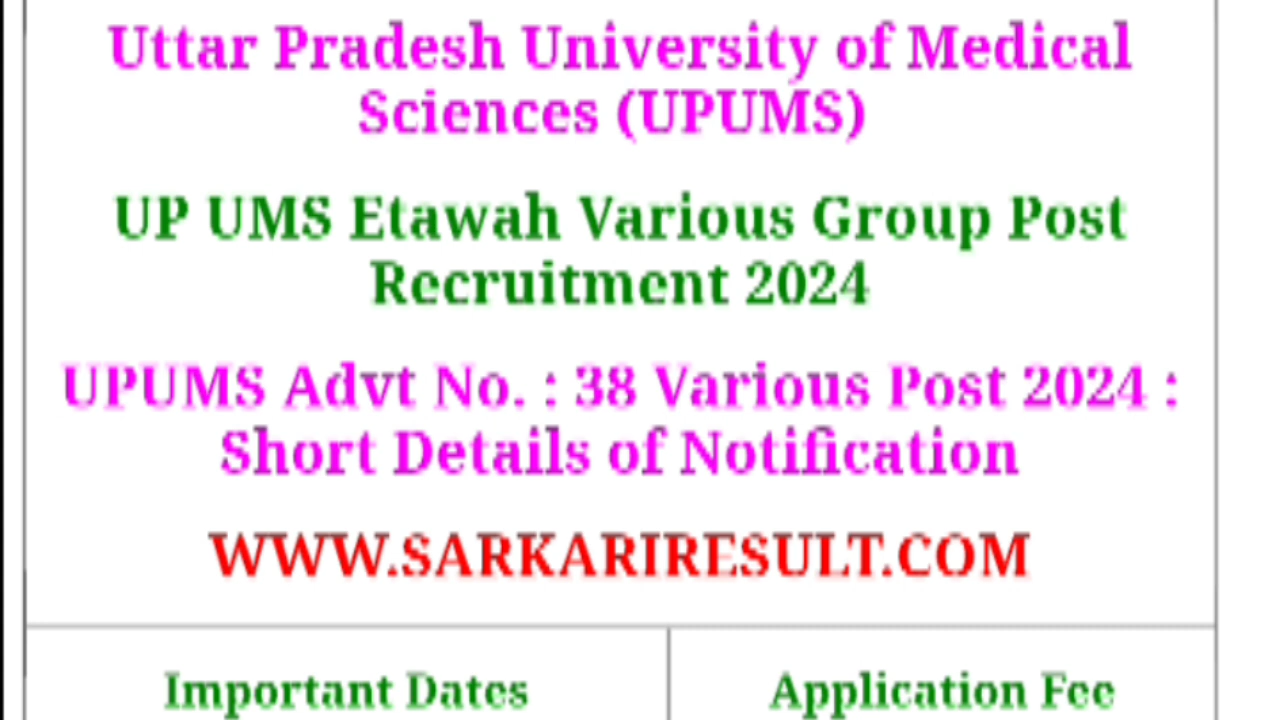 Uttar Pradesh University of Medical
Sciences (UPUMS)
UP UMS Etawah Various Group Post
Recruitment 2024
UPUMS Advt No. : 38 Various Post 2024 :
Short Details of Notification
WWW.SARKARIRESULT.COM
Important Dates
Application Fee